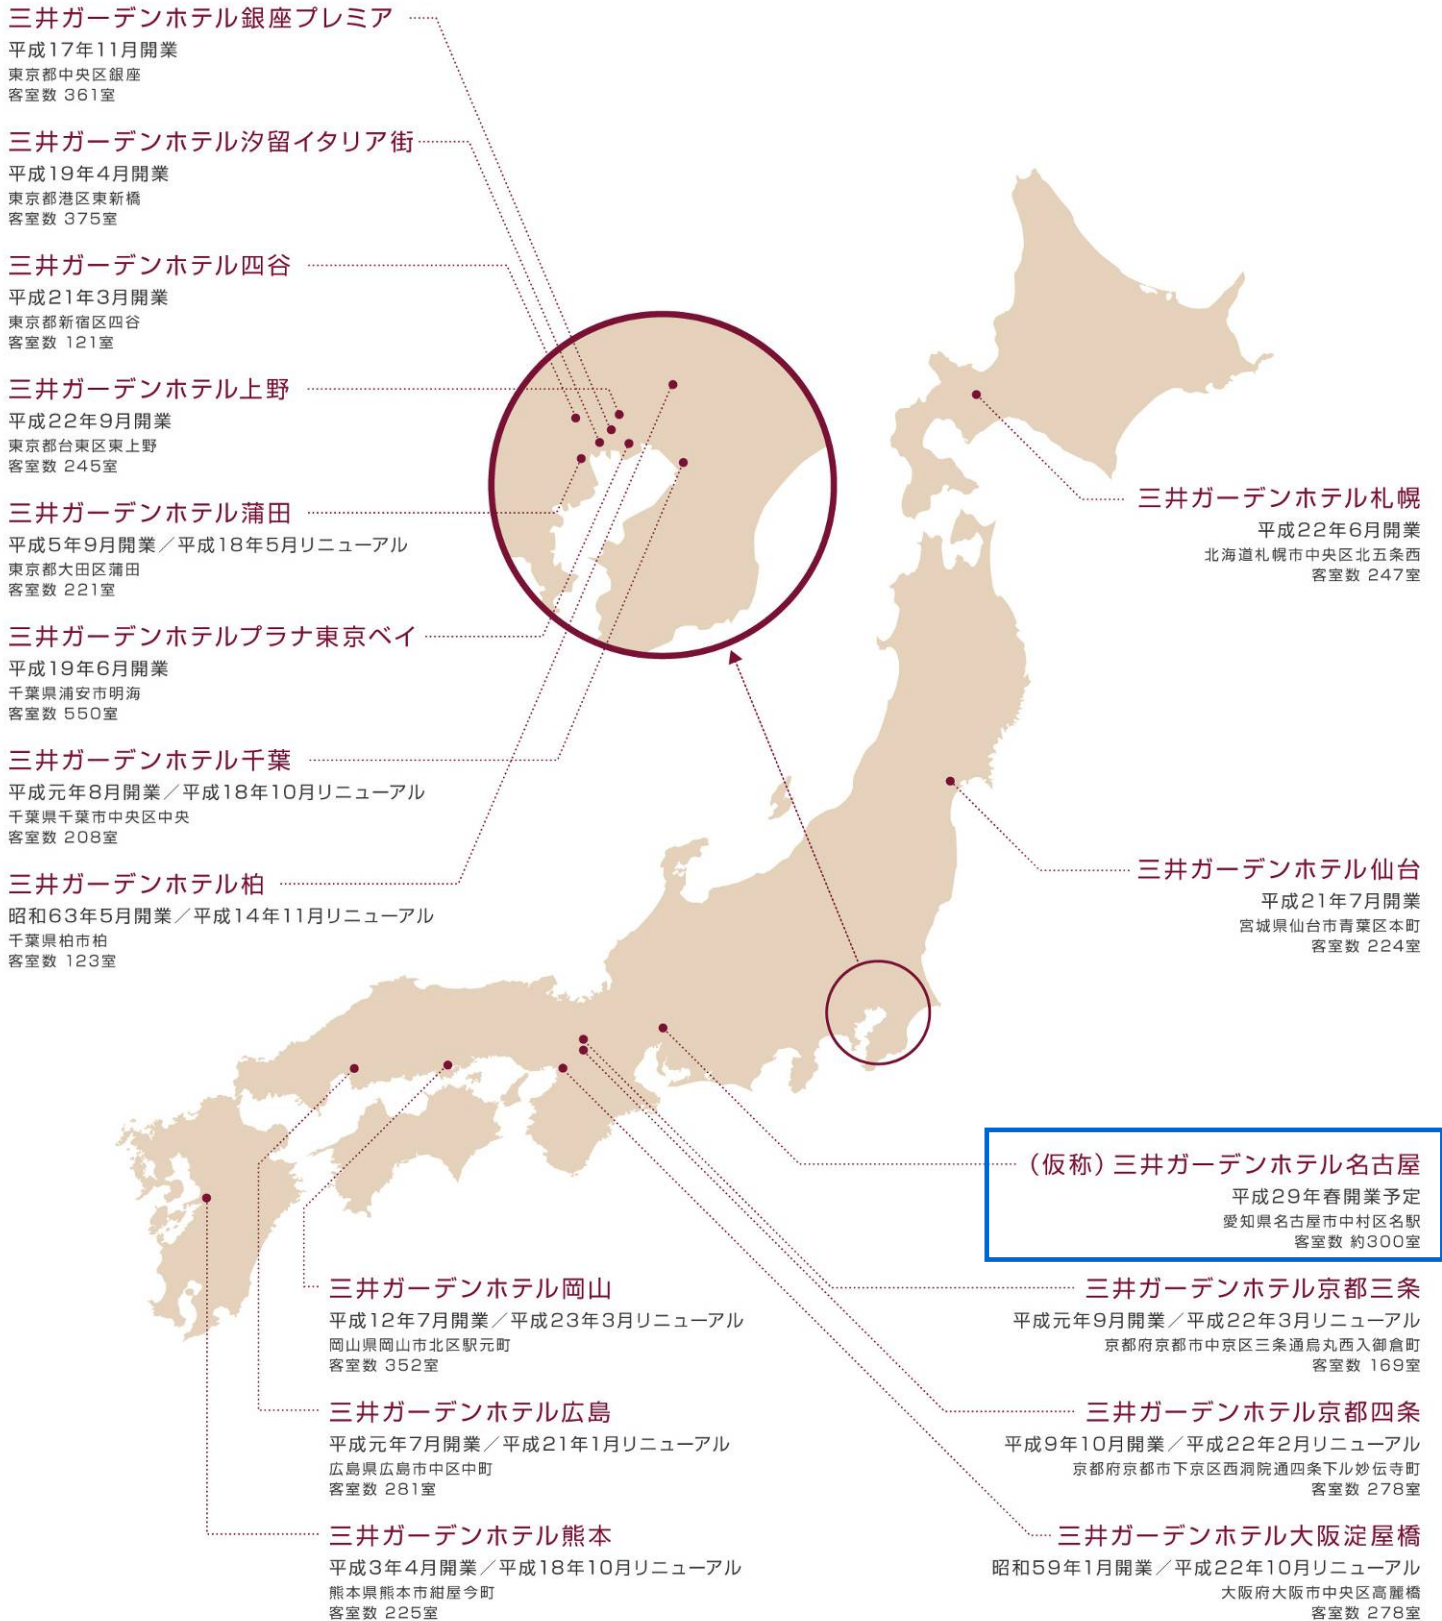 三井ガーデンホテル銀座プレミア
平成17年11月開業
東京都中央区銀座
客室数 361室
三井ガーデンホテル汐留イタリア街
平成19年4月開業
東京都港区東新橋
客室数 375室
三井ガーデンホテル四谷
平成21年3月開業
東京都新宿区四谷
客室数 121室
三井ガーデンホテル上野
平成22年9月開業
東京都台東区東上野
客室数 245室
三井ガーデンホテル蒲田
平成5年9月開業／平成18年5月リニューアル
東京都大田区蒲田
客室数 221室
三井ガーデンホテルプラナ東京ベイ
平成19年6月開業
千葉県浦安市明海
客室数 550室
三井ガーデンホテル千葉
平成元年8月開業／平成18年10月リニューアル
千葉県千葉市中央区中央
客室数 208室
三井ガーデンホテル柏
昭和63年5月開業／平成14年11月リニューアル
千葉県柏市柏
客室数 123室
三井ガーデンホテル札幌
平成22年6月開業
北海道札幌市中央区北五条西
客室数 247室
三井ガーデンホテル仙台
平成21年7月開業
宮城県仙台市青葉区本町
客室数 224室
（仮称）三井ガーデンホテル名古屋
平成29年春開業予定
愛知県名古屋市中村区名駅
客室数 約300室
三井ガーデンホテル京都三条
平成元年9月開業／平成22年3月リニューアル
京都府京都市中京区三条通烏丸西入御倉町
客室数 169室
三井ガーデンホテル京都四条
平成9年10月開業／平成22年2月リニューアル
京都府京都市下京区西洞院通四条下ル妙伝寺町
客室数 278室
三井ガーデンホテル大阪淀屋橋
昭和59年1月開業／平成22年10月リニューアル
大阪府大阪市中央区高麗橋
客室数 278室
三井ガーデンホテル岡山
平成12年7月開業／平成23年3月リニューアル
岡山県岡山市北区駅元町
客室数 352室
三井ガーデンホテル広島
平成元年7月開業／平成21年1月リニューアル
広島県広島市中区中町
客室数 281室
三井ガーデンホテル熊本
平成3年4月開業／平成18年10月リニューアル
熊本県熊本市紺屋今町
客室数 225室